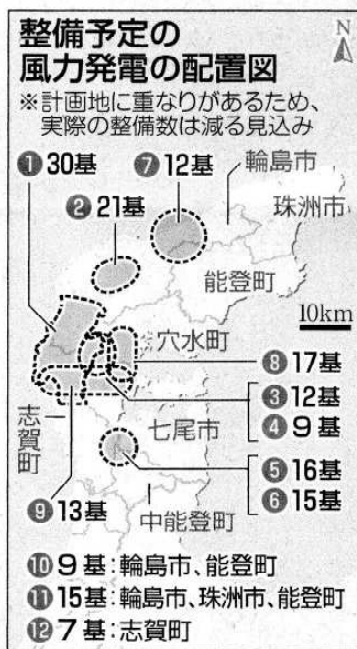 整備予定の
風力発電の配置図
N
※計画地に重なりがあるため、
実際の整備数は減る見込み
❶30基
❼12基
輪島市
❷21基
珠洲市
能登町
10km
穴水町
❽17基
❸12基
❹9基
志賀町
七尾市
❺16基
❻15基
❾13基
中能登町
❿9基:輪島市、能登町
⓫15基:輪島市、珠洲市、能登町
⓬7基:志賀町